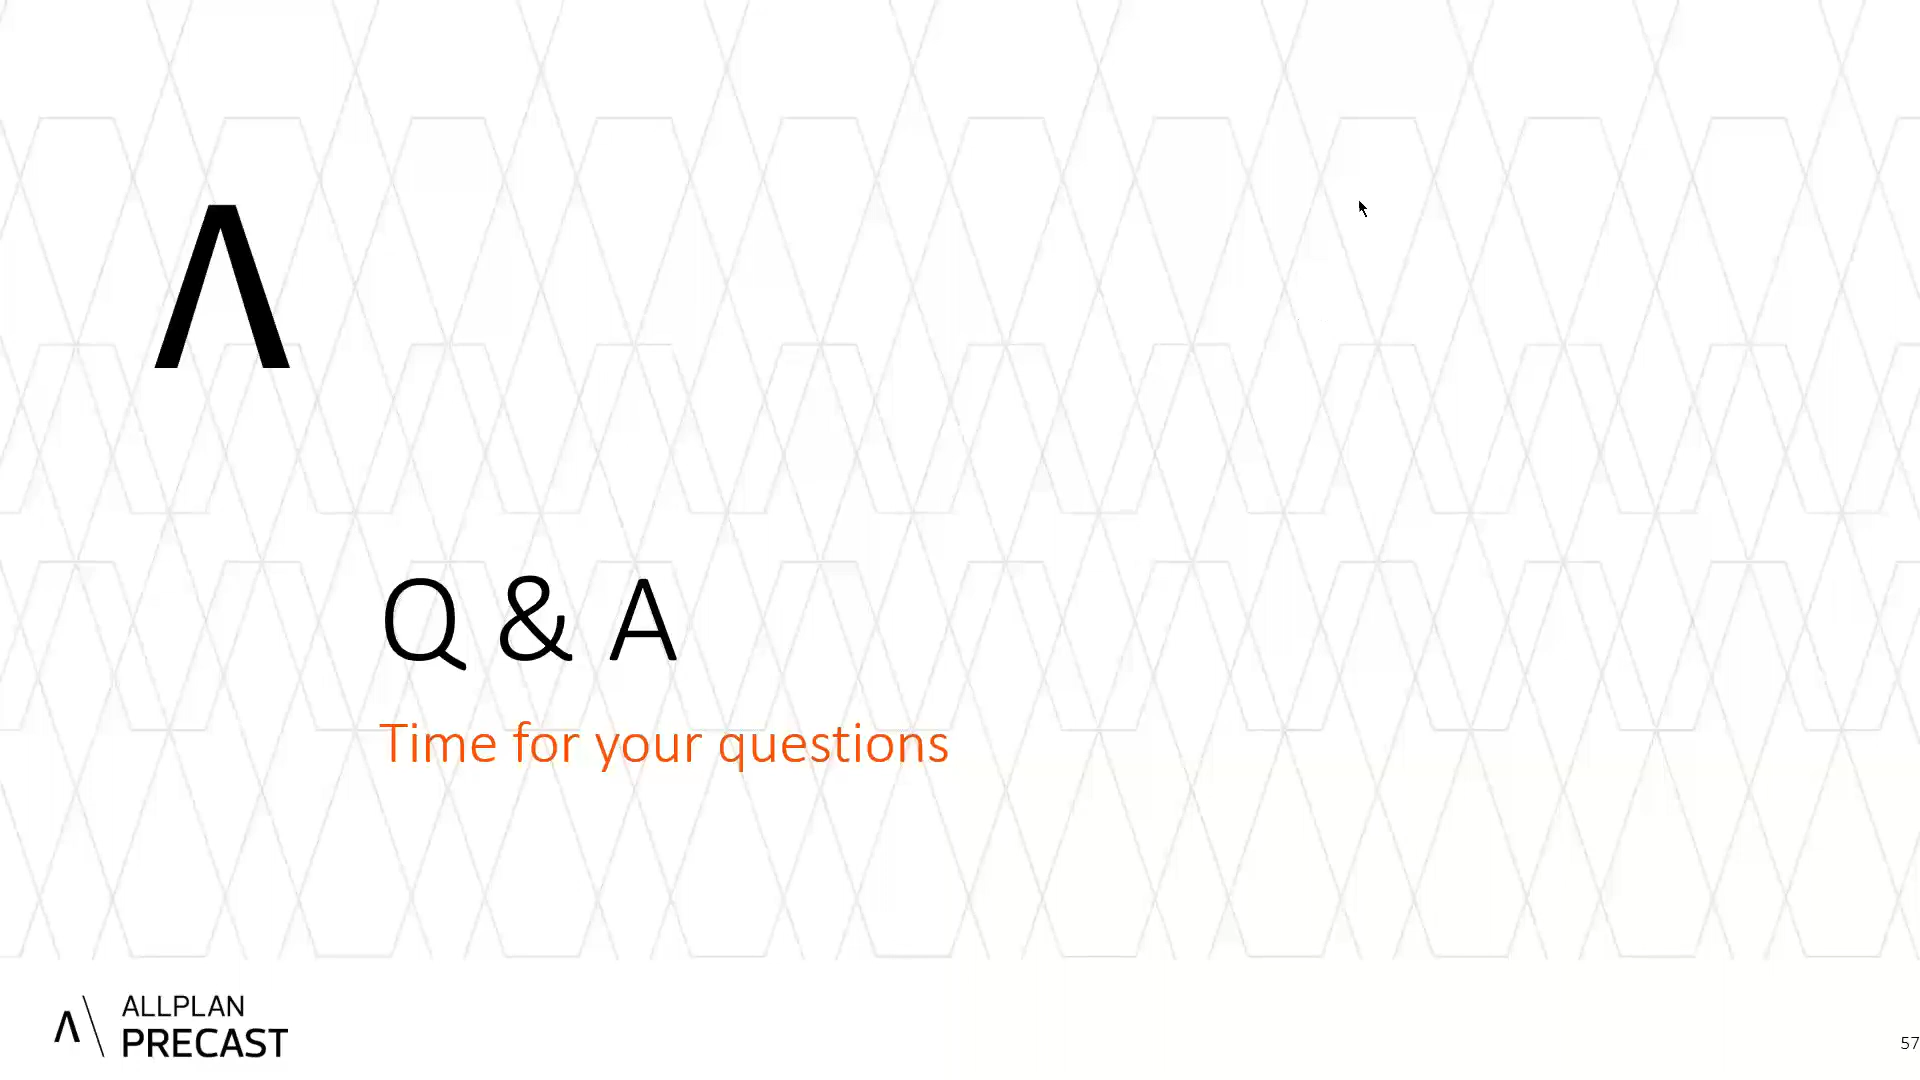 Λ
Q & A
Time for your questions
Λ\ ALLPLAN
PRECAST
57